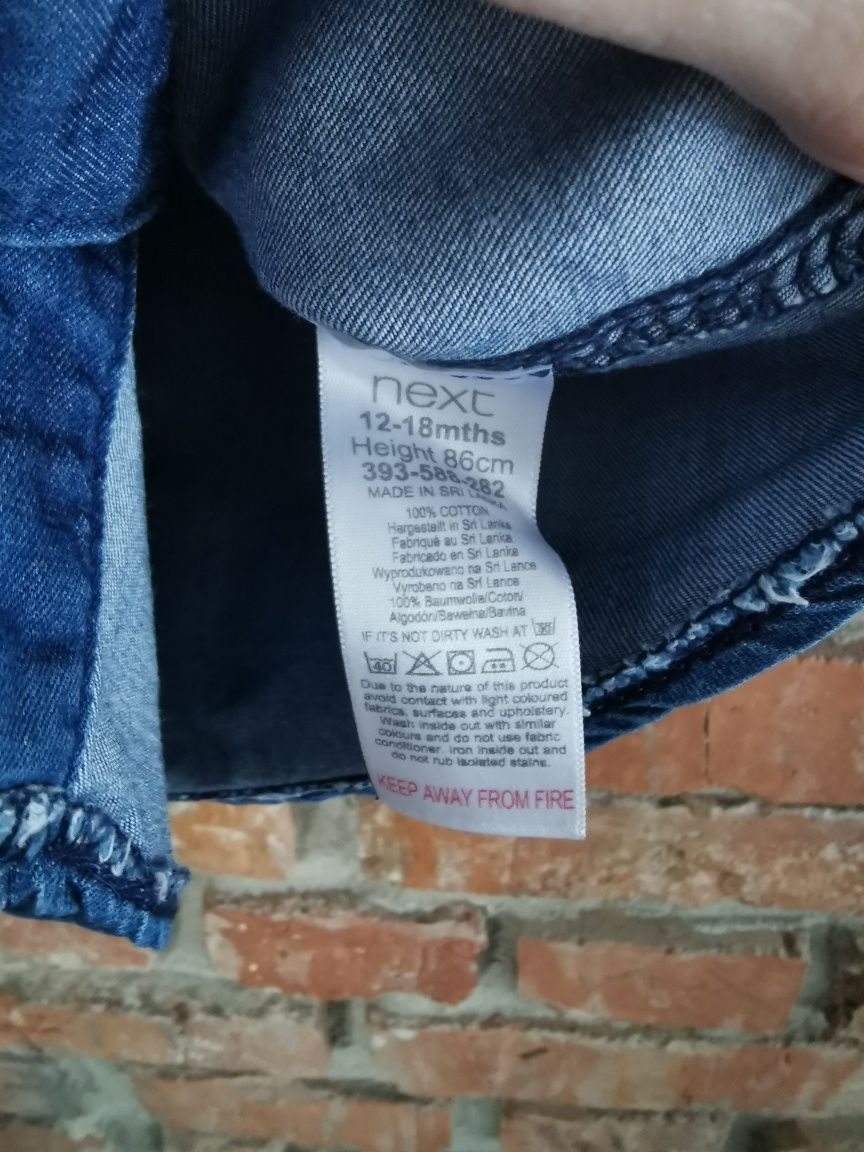 next
12-18mths
Height 86cm
393-588-282
MADE IN SRI LANKA
100% COTTON
Hergestellt in Sri Lanka
Fabriqué au Sri Lanka
Fabricado en Sri Lanka
Wyprodukowano na Sri Lance
Vyrobeno na Srí Lance
100% Baumwolle/Coton/
Algodón/Bawełna/Bavlna
IF IT'S NOT DIRTY WASH AT 30
40
Due to the nature of this product
avoid contact with light coloured
fabrics, surfaces and upholstery.
Wash inside out with similar
colours and do not use fabric
conditioner. Iron inside out and
do not rub isolated stains.
KEEP AWAY FROM FIRE